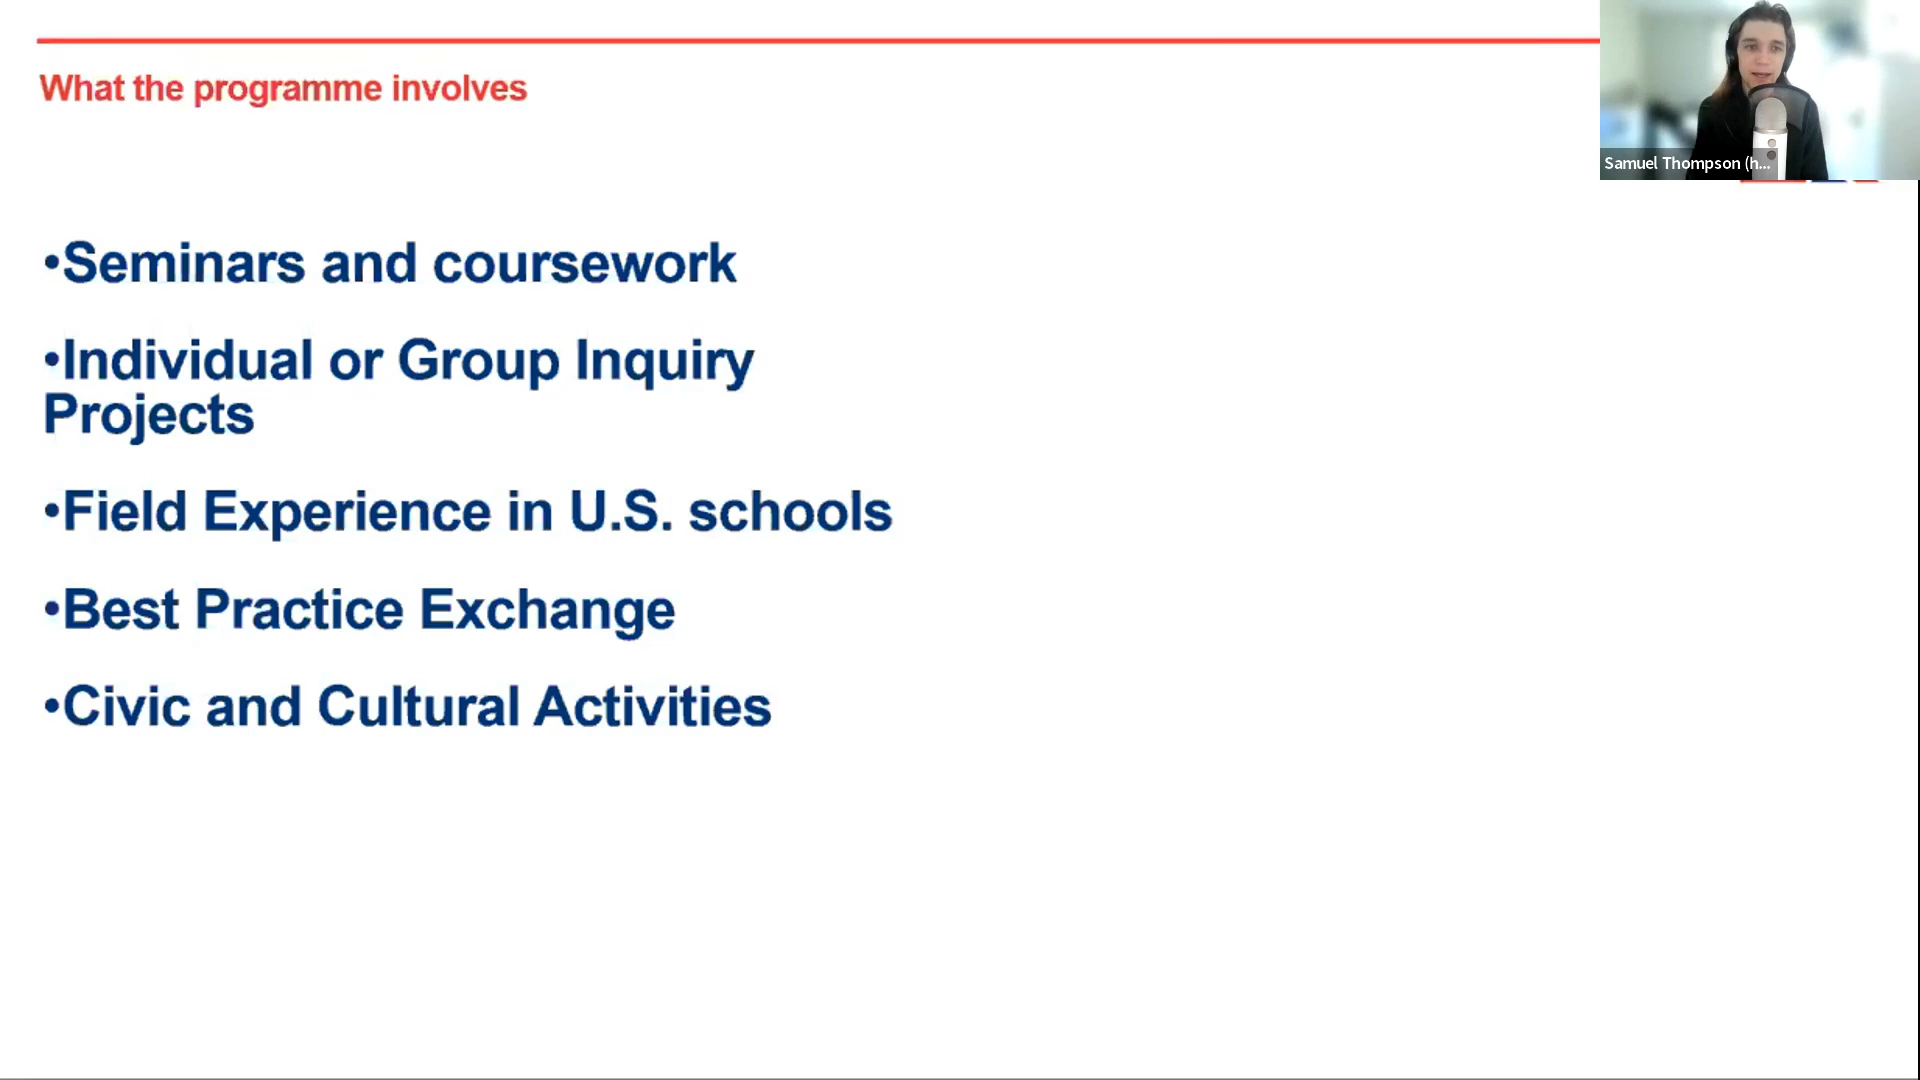 What the programme involves
Samuel Thompson (h...
•Seminars and coursework
•Individual or Group Inquiry
Projects
•Field Experience in U.S. schools
•Best Practice Exchange
•Civic and Cultural Activities